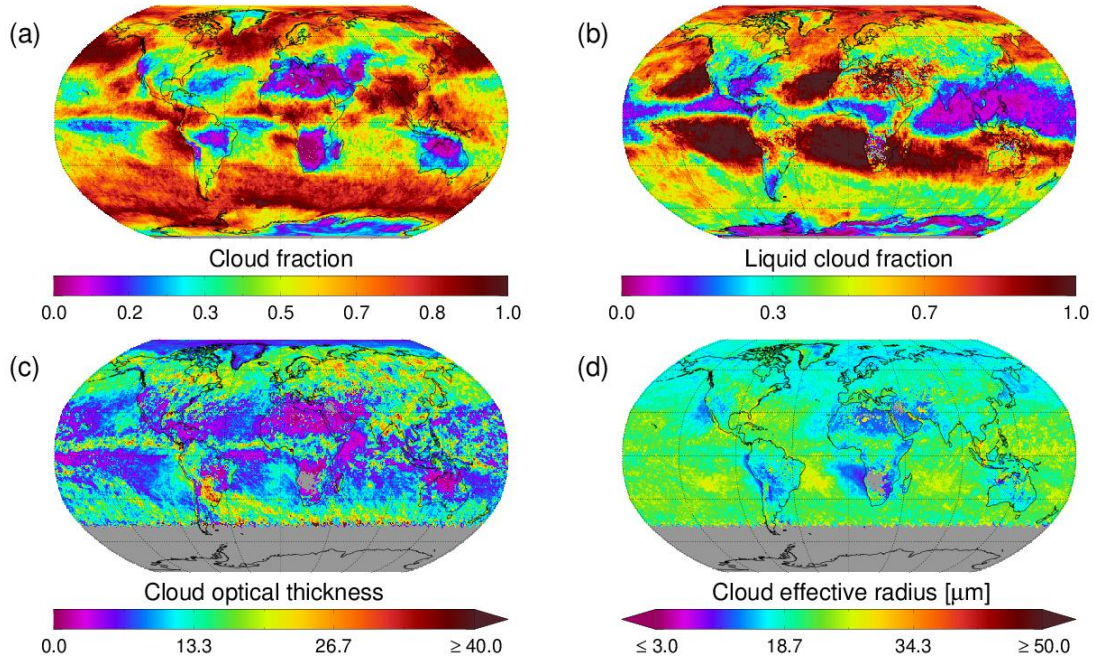 (a)
(b)
Cloud fraction
0.0 0.2 0.3 0.5 0.7 0.8 1.0
Liquid cloud fraction
0.0 0.3 0.7 1.0
(c)
(d)
Cloud optical thickness
0.0 13.3 26.7 ≥ 40.0
Cloud effective radius [μm]
≤ 3.0 18.7 34.3 ≥ 50.0